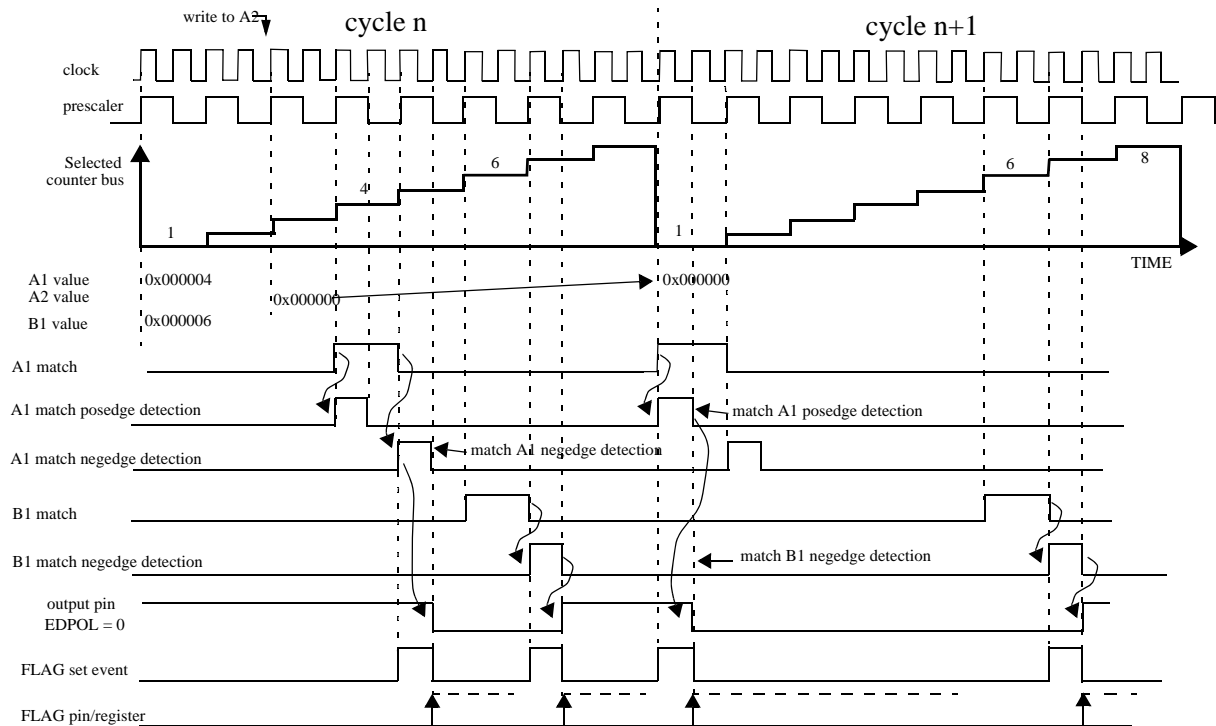 write to A2
cycle n
cycle n+1
clock
prescaler
Selected
counter bus
1
4
6
1
6
8
TIME
A1 value
0x000004
0x000000
A2 value
0x000000
B1 value
0x000006
A1 match
A1 match posedge detection
match A1 posedge detection
A1 match negedge detection
match A1 negedge detection
B1 match
B1 match negedge detection
match B1 negedge detection
output pin
EDPOL = 0
FLAG set event
FLAG pin/register